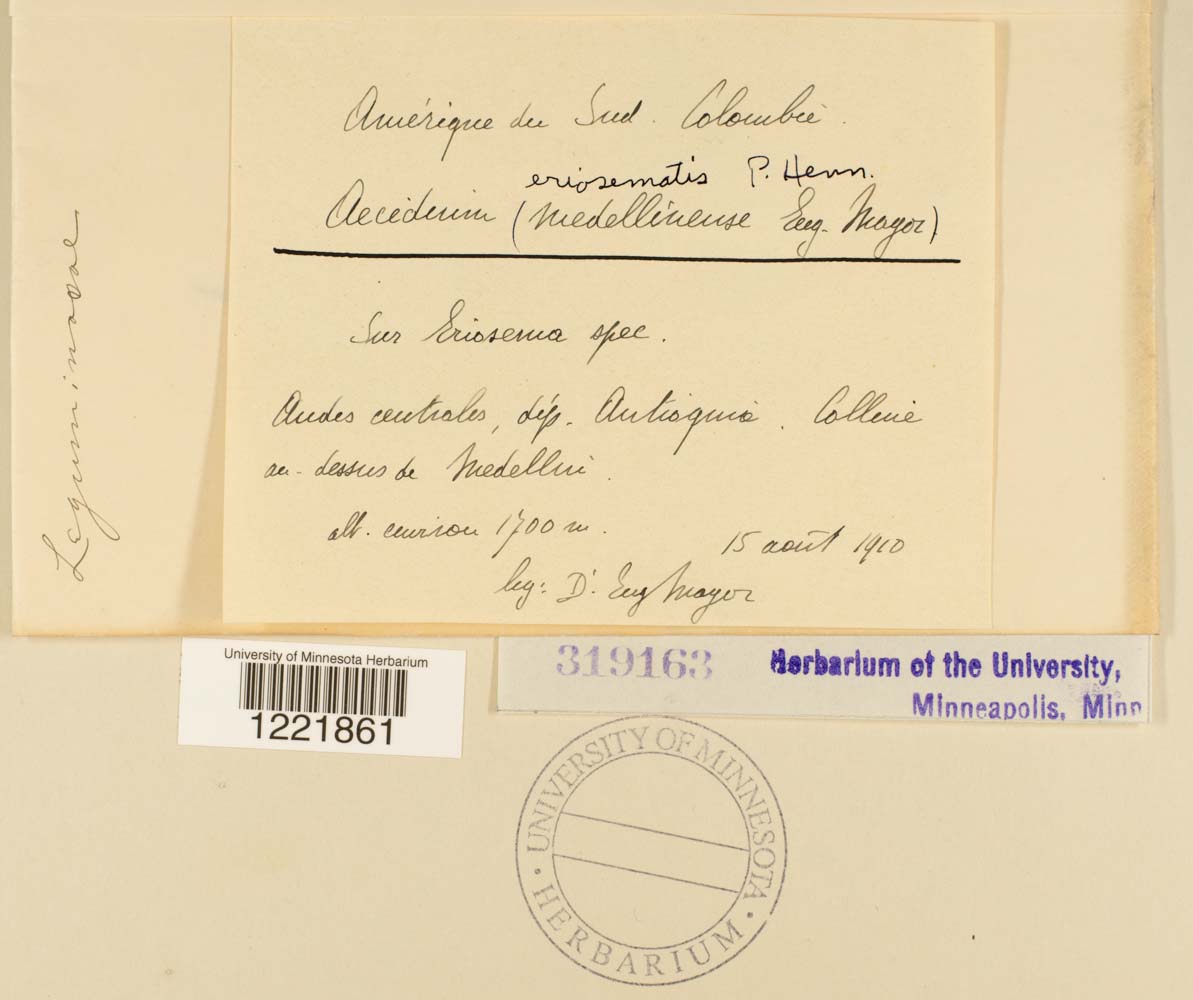 Amérique du Sud. Colombie.
eriosematis P. Henn.
Aecidium (medellinense Eug. Mayor)
Sur Eriosema spec.
Andes centrales, dép. Antioquia. Colline
au-dessus de Medellin.
alt. environ 1700 m.
15 août 1910
leg: Dr. Eug Mayor
Leguminosae
University of Minnesota Herbarium
1221861
319163
Herbarium of the University,
Minneapolis, Minn
UNIVERSITY OF MINNESOTA
HERBARIUM